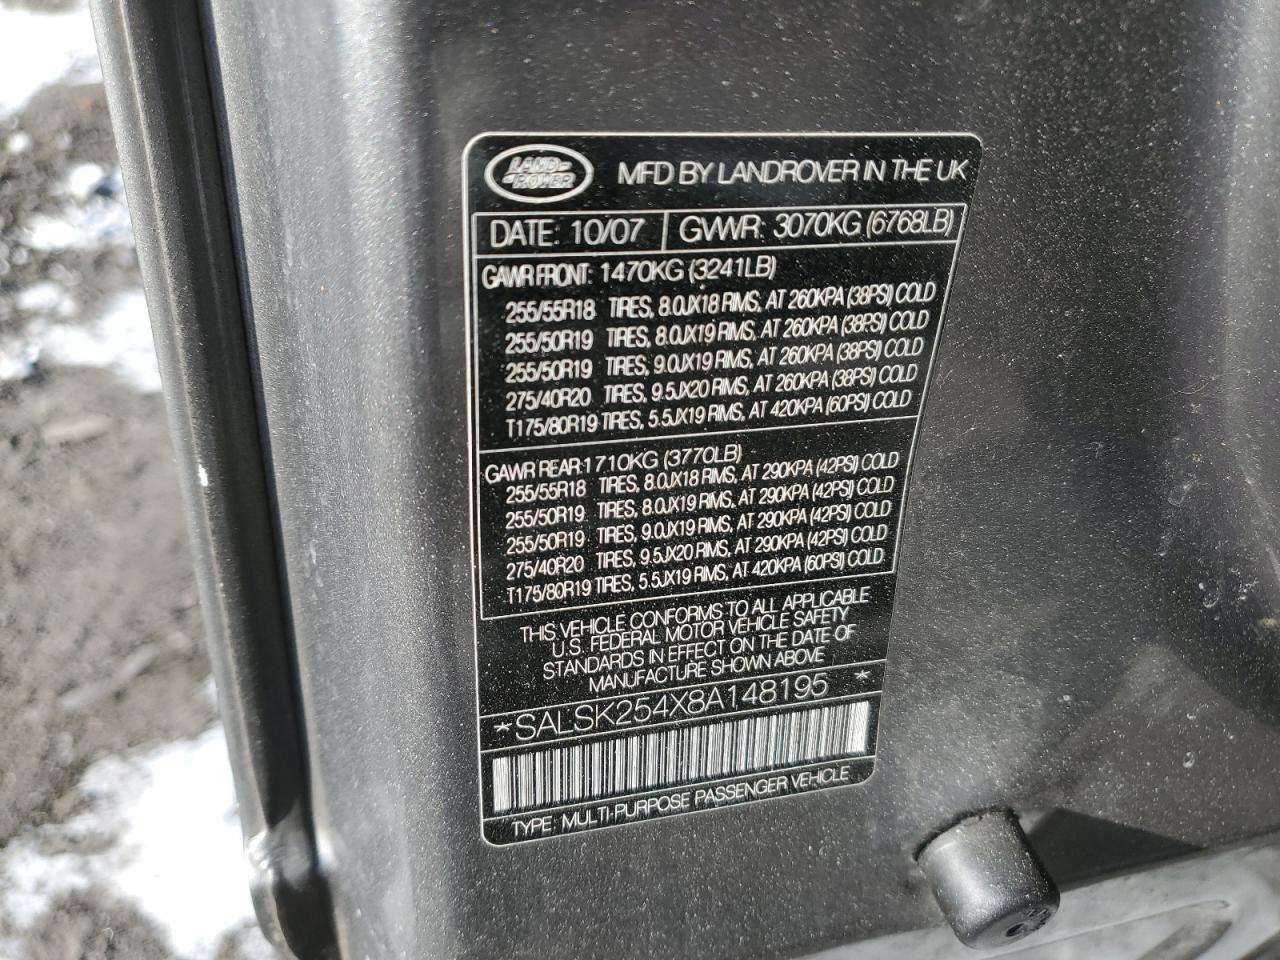 LAND-
-ROVER
MFD BY LANDROVER IN THE UK
DATE: 10/07 GVWR: 3070KG (6768LB)
GAWR FRONT: 1470KG (3241LB)
255/55R18 TIRES, 8.0JX18 RIMS, AT 260KPA (38PSI) COLD
255/50R19 TIRES, 8.0JX19 RIMS, AT 260KPA (38PSI) COLD
255/50R19 TIRES, 9.0JX19 RIMS, AT 260KPA (38PSI) COLD
275/40R20 TIRES, 9.5JX20 RIMS, AT 260KPA (38PSI) COLD
T175/80R19 TIRES, 5.5JX19 RIMS, AT 420KPA (60PSI) COLD
GAWR REAR: 1710KG (3770LB)
255/55R18 TIRES, 8.0JX18 RIMS, AT 290KPA (42PSI) COLD
255/50R19 TIRES, 8.0JX19 RIMS, AT 290KPA (42PSI) COLD
255/50R19 TIRES, 9.0JX19 RIMS, AT 290KPA (42PSI) COLD
275/40R20 TIRES, 9.5JX20 RIMS, AT 290KPA (42PSI) COLD
T175/80R19 TIRES, 5.5JX19 RIMS, AT 420KPA (60PSI) COLD
THIS VEHICLE CONFORMS TO ALL APPLICABLE
U.S. FEDERAL MOTOR VEHICLE SAFETY
STANDARDS IN EFFECT ON THE DATE OF
MANUFACTURE SHOWN ABOVE
*SALSK254X8A148195 *
TYPE: MULTI-PURPOSE PASSENGER VEHICLE